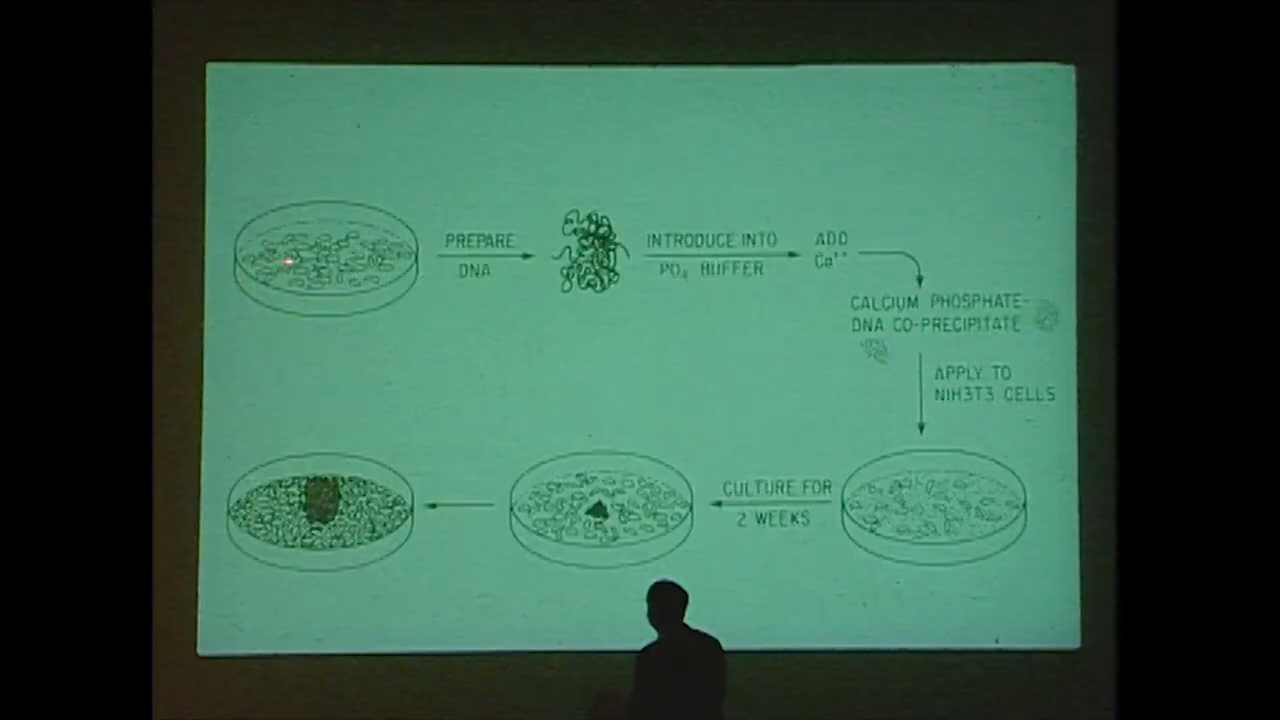 PREPARE
DNA
INTRODUCE INTO
PO₄ BUFFER
ADD
Ca⁺⁺
CALCIUM PHOSPHATE-
DNA CO-PRECIPITATE
APPLY TO
NIH3T3 CELLS
CULTURE FOR
2 WEEKS